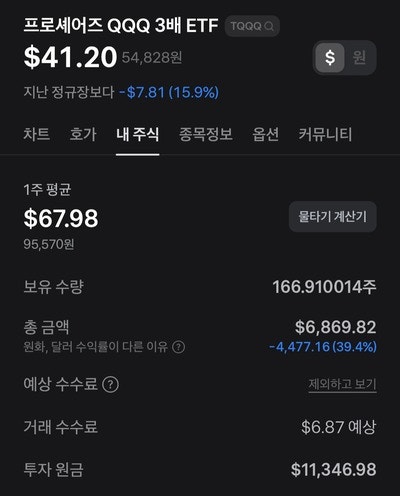 프로셰어즈 QQQ 3배 ETF TQQQ
$41.20 54,828원
$ 원
지난 정규장보다 -$7.81 (15.9%)
차트 호가 내 주식 종목정보 옵션 커뮤니티
1주 평균
$67.98
물타기 계산기
95,570원
보유 수량 166.910014주
총 금액 $6,869.82
원화, 달러 수익률이 다른 이유 ? -4,477.16 (39.4%)
예상 수수료 ? 제외하고 보기
거래 수수료 $6.87 예상
투자 원금 $11,346.98